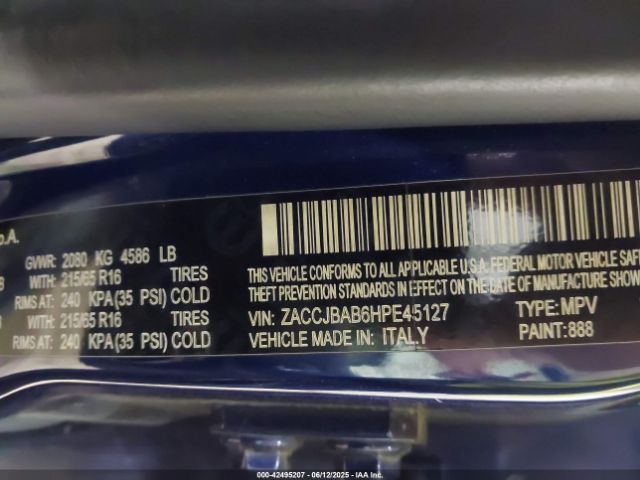 p.A.
GVWR: 2080 KG 4586 LB
WITH: 215/65 R16 TIRES
RIMS AT: 240 KPA(35 PSI) COLD
WITH: 215/65 R16 TIRES
RIMS AT: 240 KPA(35 PSI) COLD
THIS VEHICLE CONFORMS TO ALL APPLICABLE U.S.A. FEDERAL MOTOR VEHICLE SAFE
THEFT PREVENTION STANDARDS IN EFFECT ON THE DATE OF MANUFACTURE SHOW
VIN: ZACCJBAB6HPE45127 TYPE: MPV
VEHICLE MADE IN: ITALY PAINT: 888
000-42495207 - 06/12/2025 - IAA Inc.